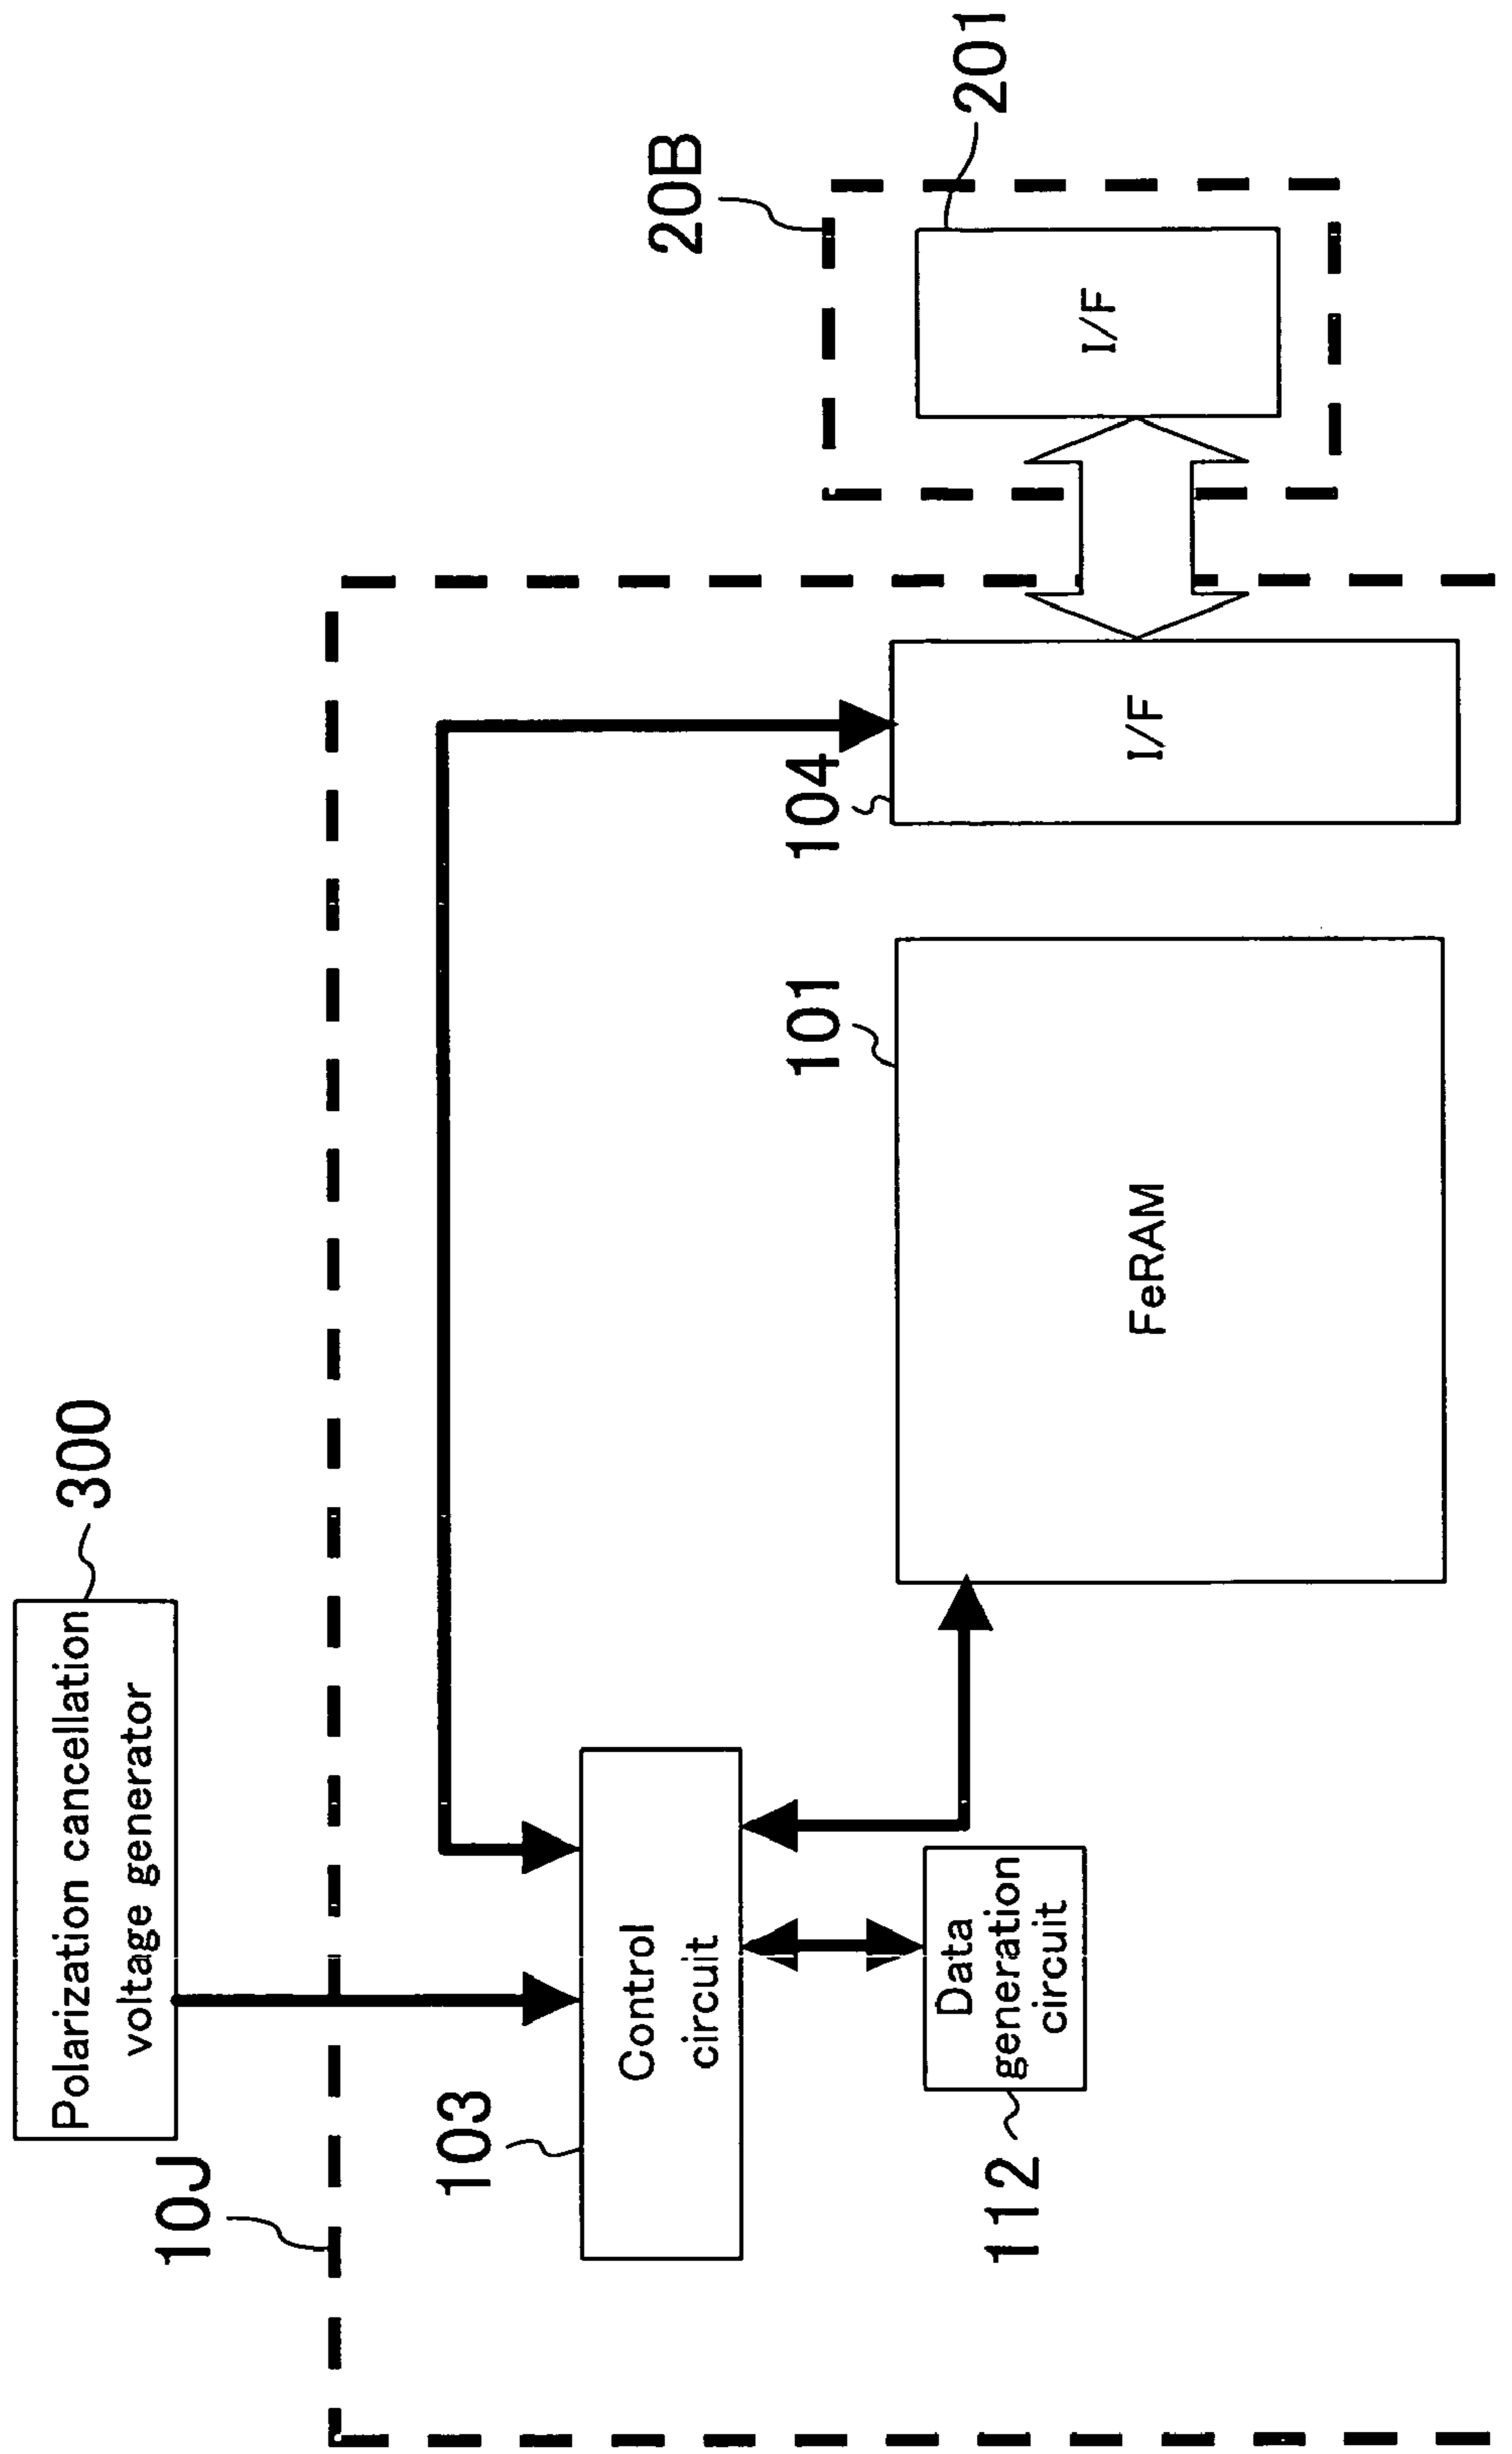 300
Polarization cancellation
voltage generator
10J
103
Control
circuit
112
Data
generation
circuit
101
FeRAM
104
I/F
20B
201
I/F